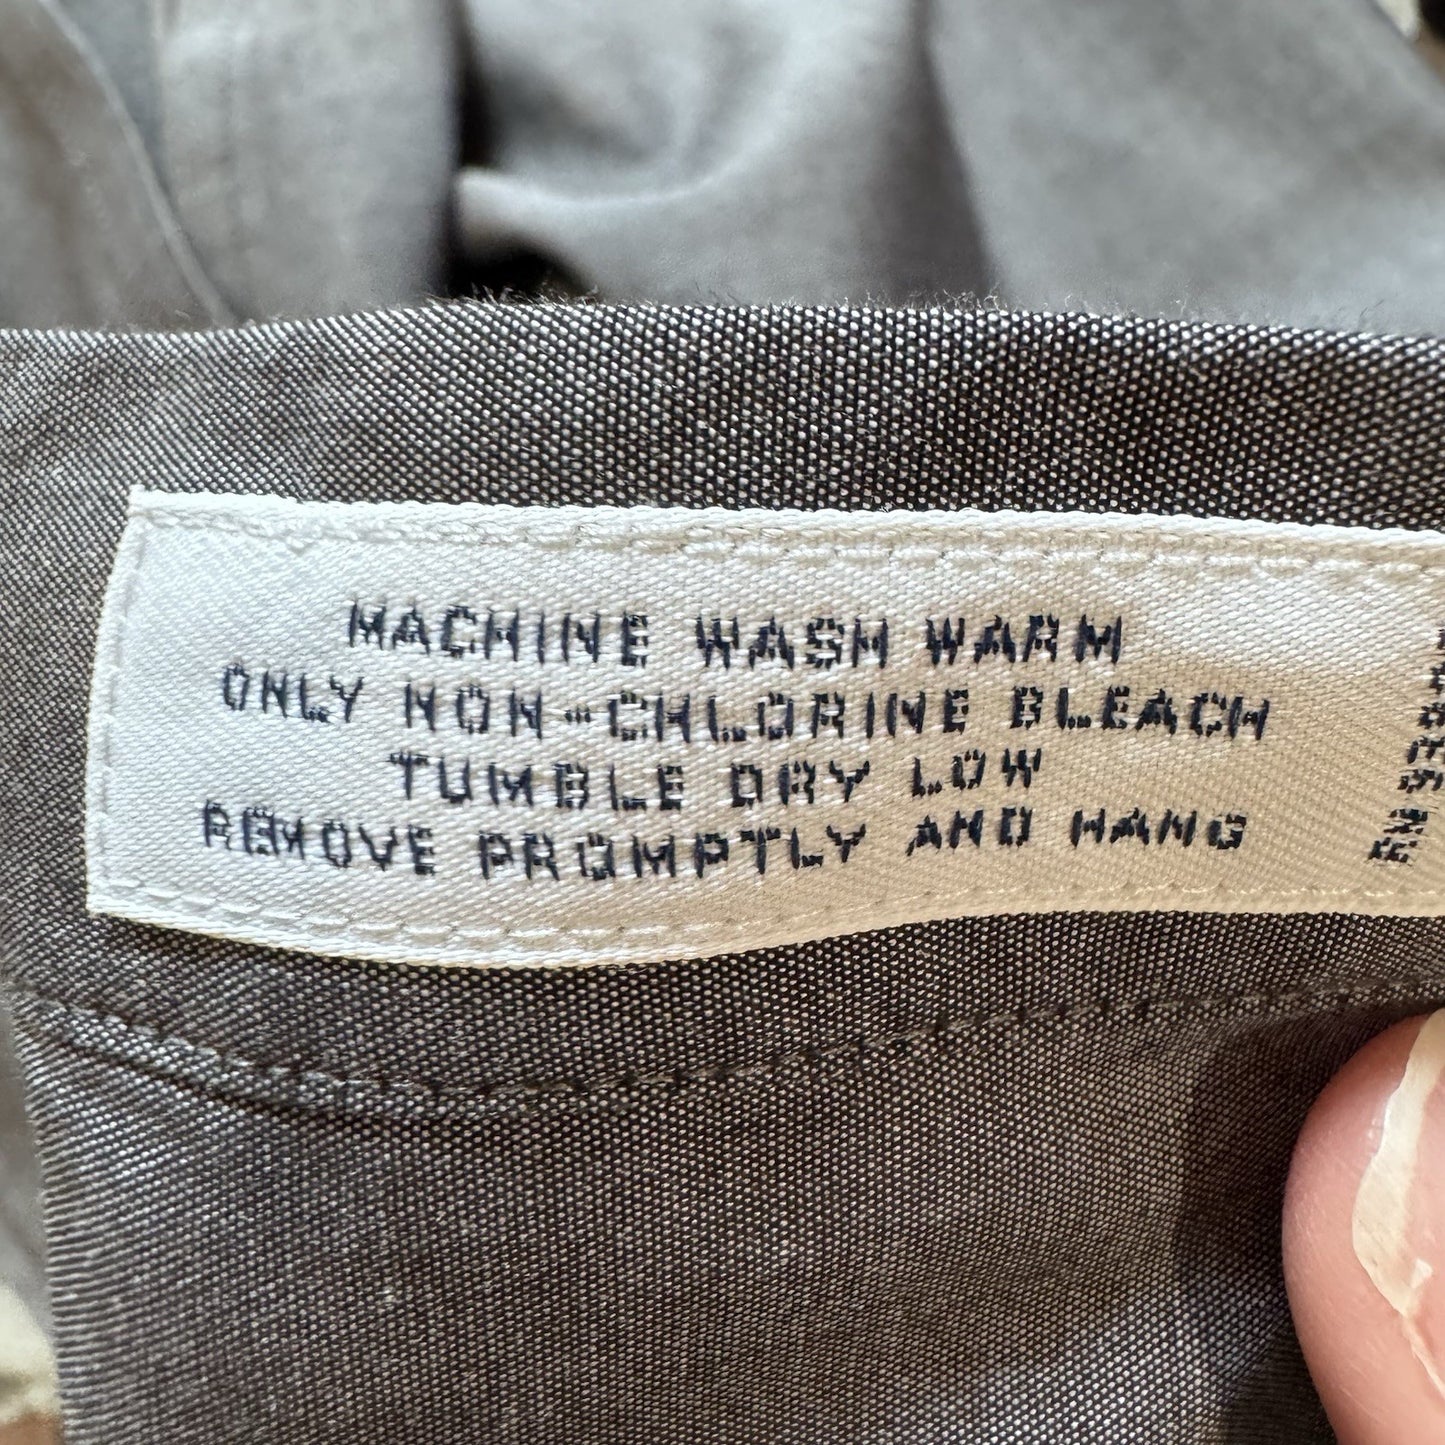 MACHINE WASH WARM
ONLY NON-CHLORINE BLEACH
TUMBLE DRY LOW
REMOVE PROMPTLY AND HANG